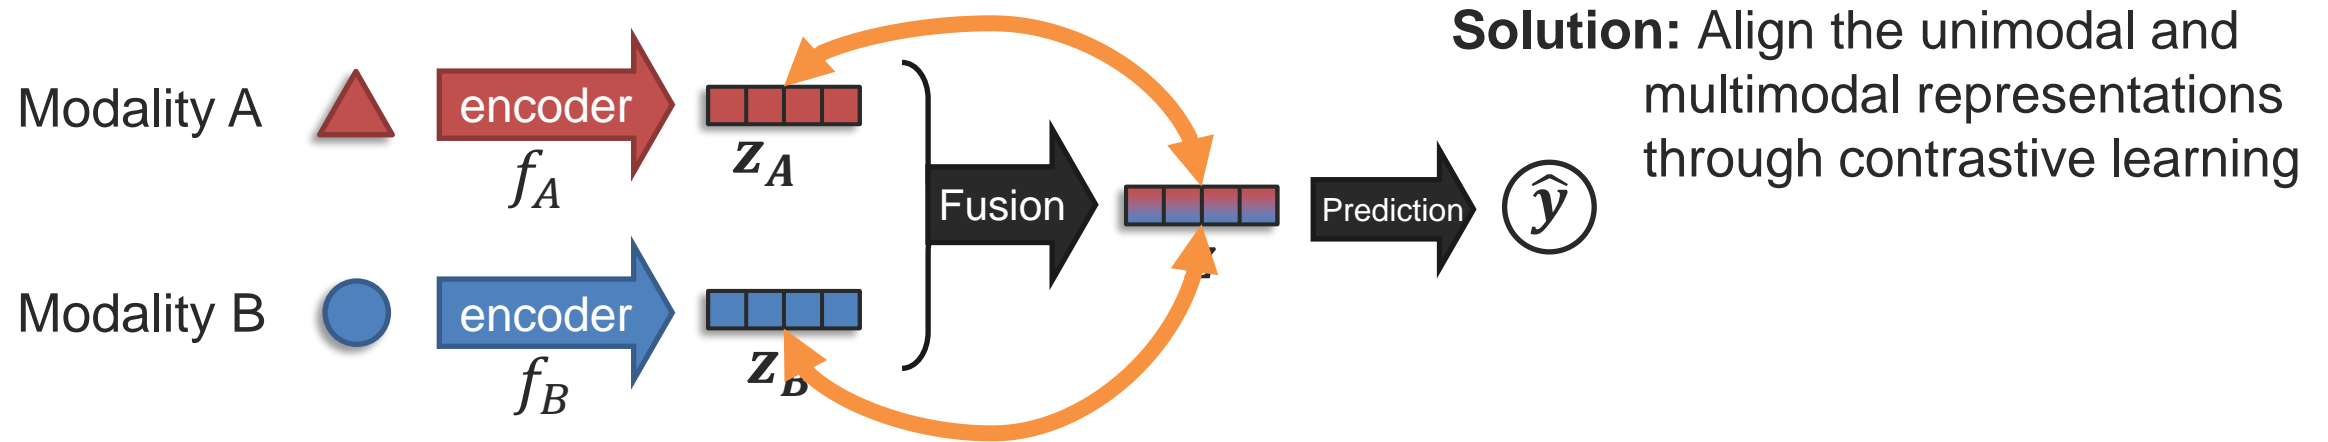 Solution: Align the unimodal and
multimodal representations
through contrastive learning
Modality A
encoder
f_A
z_A
Fusion
Prediction
ŷ
Modality B
encoder
f_B
z_B